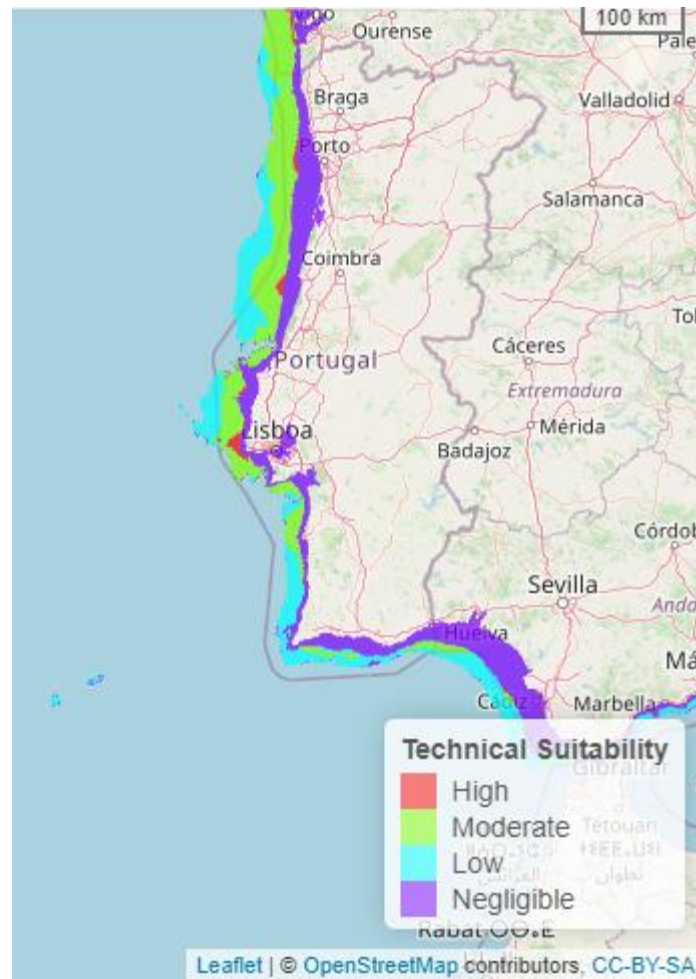 Vigo
100 km
Ourense
Pale
Braga
Valladolid
Porto
Salamanca
Coimbra
Tol
Portugal
Cáceres
Extremadura
Lisboa
Mérida
Badajoz
Córdob
Sevilla
Anda
Huelva
Má
Cádiz
Marbella
Technical Suitability
Gibraltar
High
Moderate
Tétouan
Low
تطوان
Negligible
Rabat ⵔⴱⴰⵟ
Leaflet | © OpenStreetMap contributors, CC-BY-SA